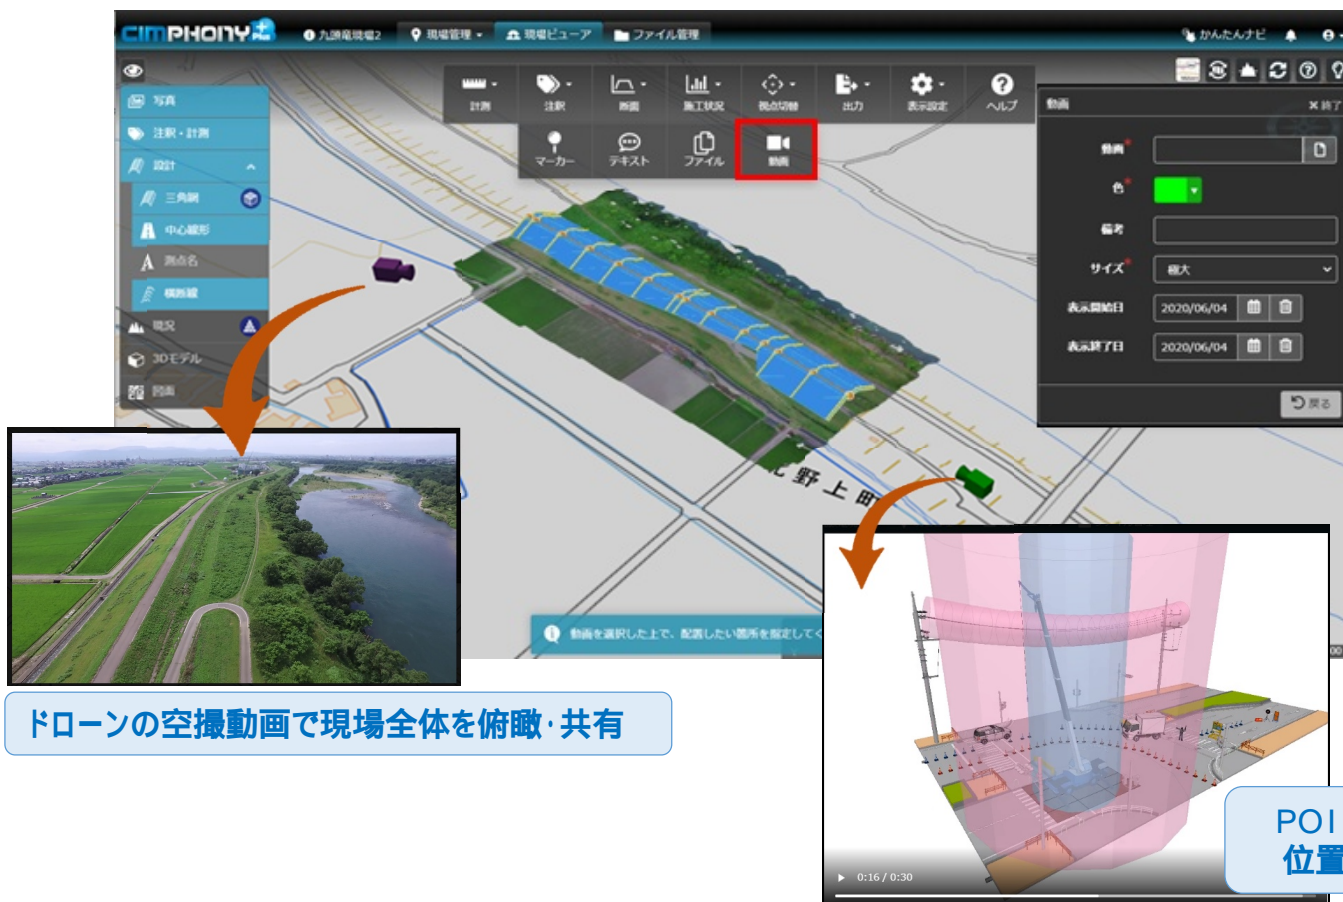 CIMPHONY+
九頭竜現場2
現場管理
現場ビューア
ファイル管理
かんたんナビ
写真
注釈・計測
設計
三角網
中心線形
測点名
横断線
現況
3Dモデル
図画
計測
注釈
断面
施工状況
視点切替
出力
表示設定
ヘルプ
マーカー
テキスト
ファイル
動画
動画
×終了
動画*
色*
備考
サイズ*
極大
表示開始日
2020/06/04
表示終了日
2020/06/04
戻る
野上町
動画を選択した上で、配置したい箇所を指定してく
ドローンの空撮動画で現場全体を俯瞰・共有
0:16 / 0:30
POI
位置